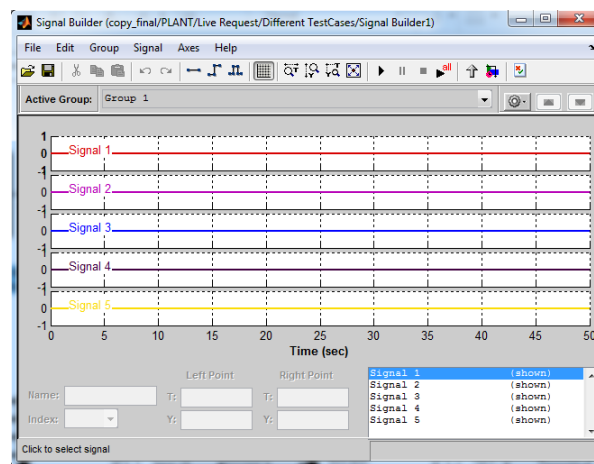 Signal Builder (copy_final/PLANT/Live Request/Different TestCases/Signal Builder1)
File Edit Group Signal Axes Help
all
Active Group: Group 1
1
0
-1
Signal 1
1
0
-1
Signal 2
1
0
-1
Signal 3
1
0
-1
Signal 4
1
0
-1
Signal 5
0 5 10 15 20 25 30 35 40 45 50
Time (sec)
Left Point Right Point
Name: T: T:
Index: Y: Y:
Signal 1 (shown)
Signal 2 (shown)
Signal 3 (shown)
Signal 4 (shown)
Signal 5 (shown)
Click to select signal